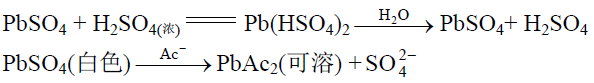 PbSO₄ + H₂SO₄₍浓₎ ═══ Pb(HSO₄)₂ —H₂O→ PbSO₄+ H₂SO₄
PbSO₄(白色) —Ac⁻→ PbAc₂(可溶) + SO₄²⁻